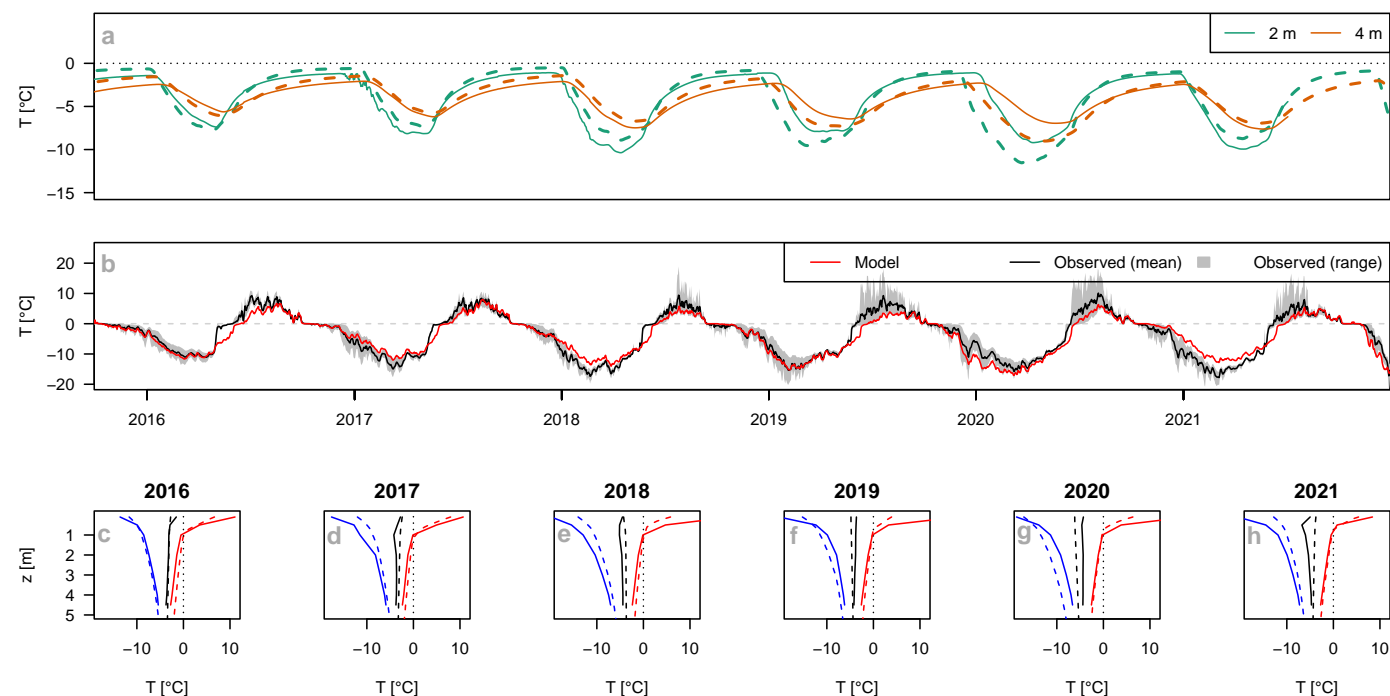 a
2 m
4 m
T [°C]
0
−5
−10
−15
b
Model
Observed (mean)
Observed (range)
T [°C]
20
10
0
−10
−20
2016
2017
2018
2019
2020
2021
2016
2017
2018
2019
2020
2021
c
d
e
f
g
h
z [m]
1
2
3
4
5
−10 0 10
−10 0 10
−10 0 10
−10 0 10
−10 0 10
−10 0 10
T [°C]
T [°C]
T [°C]
T [°C]
T [°C]
T [°C]